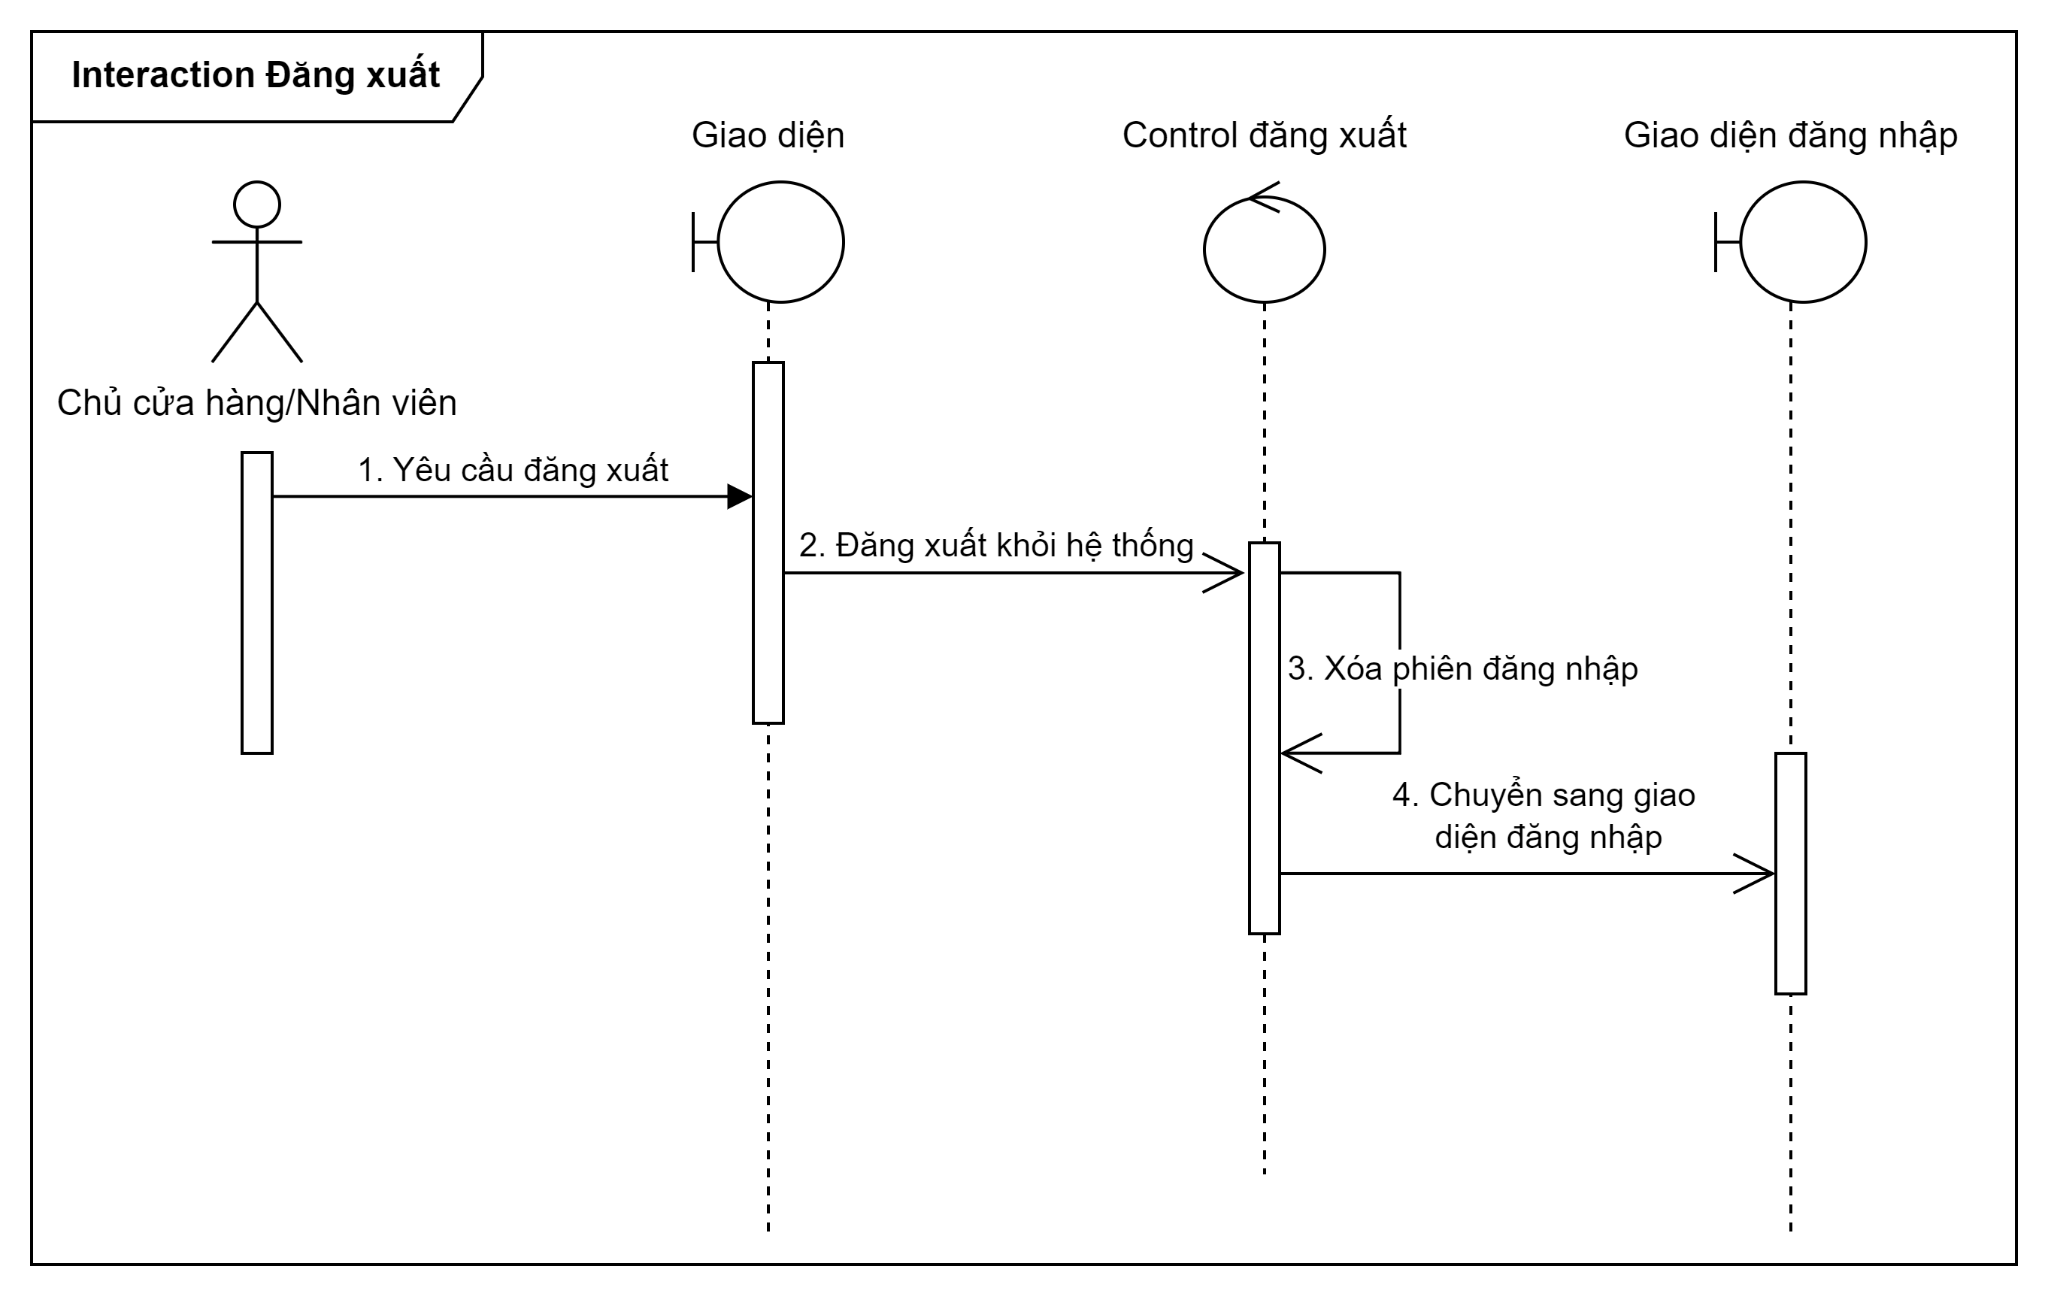 Interaction Đăng xuất
Giao diện
Control đăng xuất
Giao diện đăng nhập
Chủ cửa hàng/Nhân viên
1. Yêu cầu đăng xuất
2. Đăng xuất khỏi hệ thống
3. Xóa phiên đăng nhập
4. Chuyển sang giao
diện đăng nhập